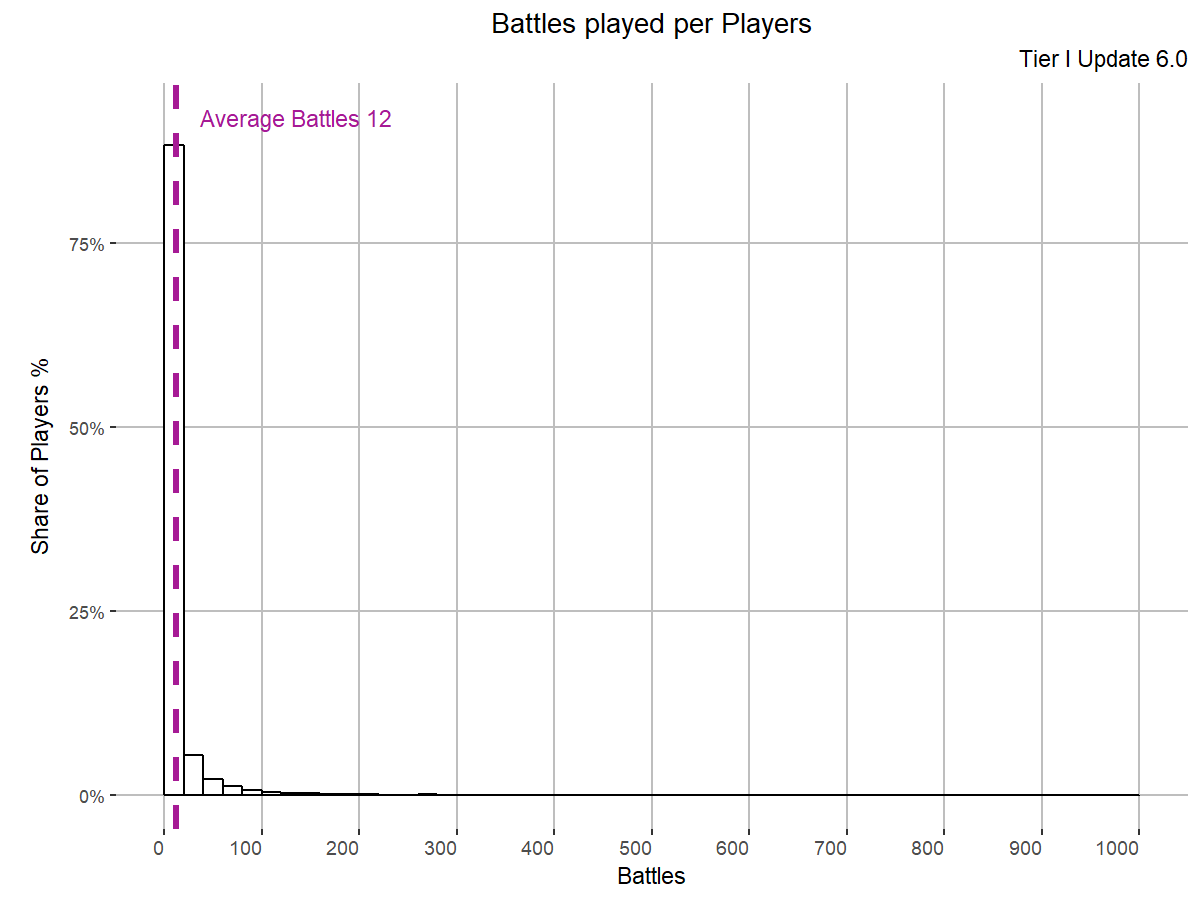 Battles played per Players
Tier I Update 6.0
Average Battles 12
Share of Players %
75%
50%
25%
0%
0 100 200 300 400 500 600 700 800 900 1000
Battles